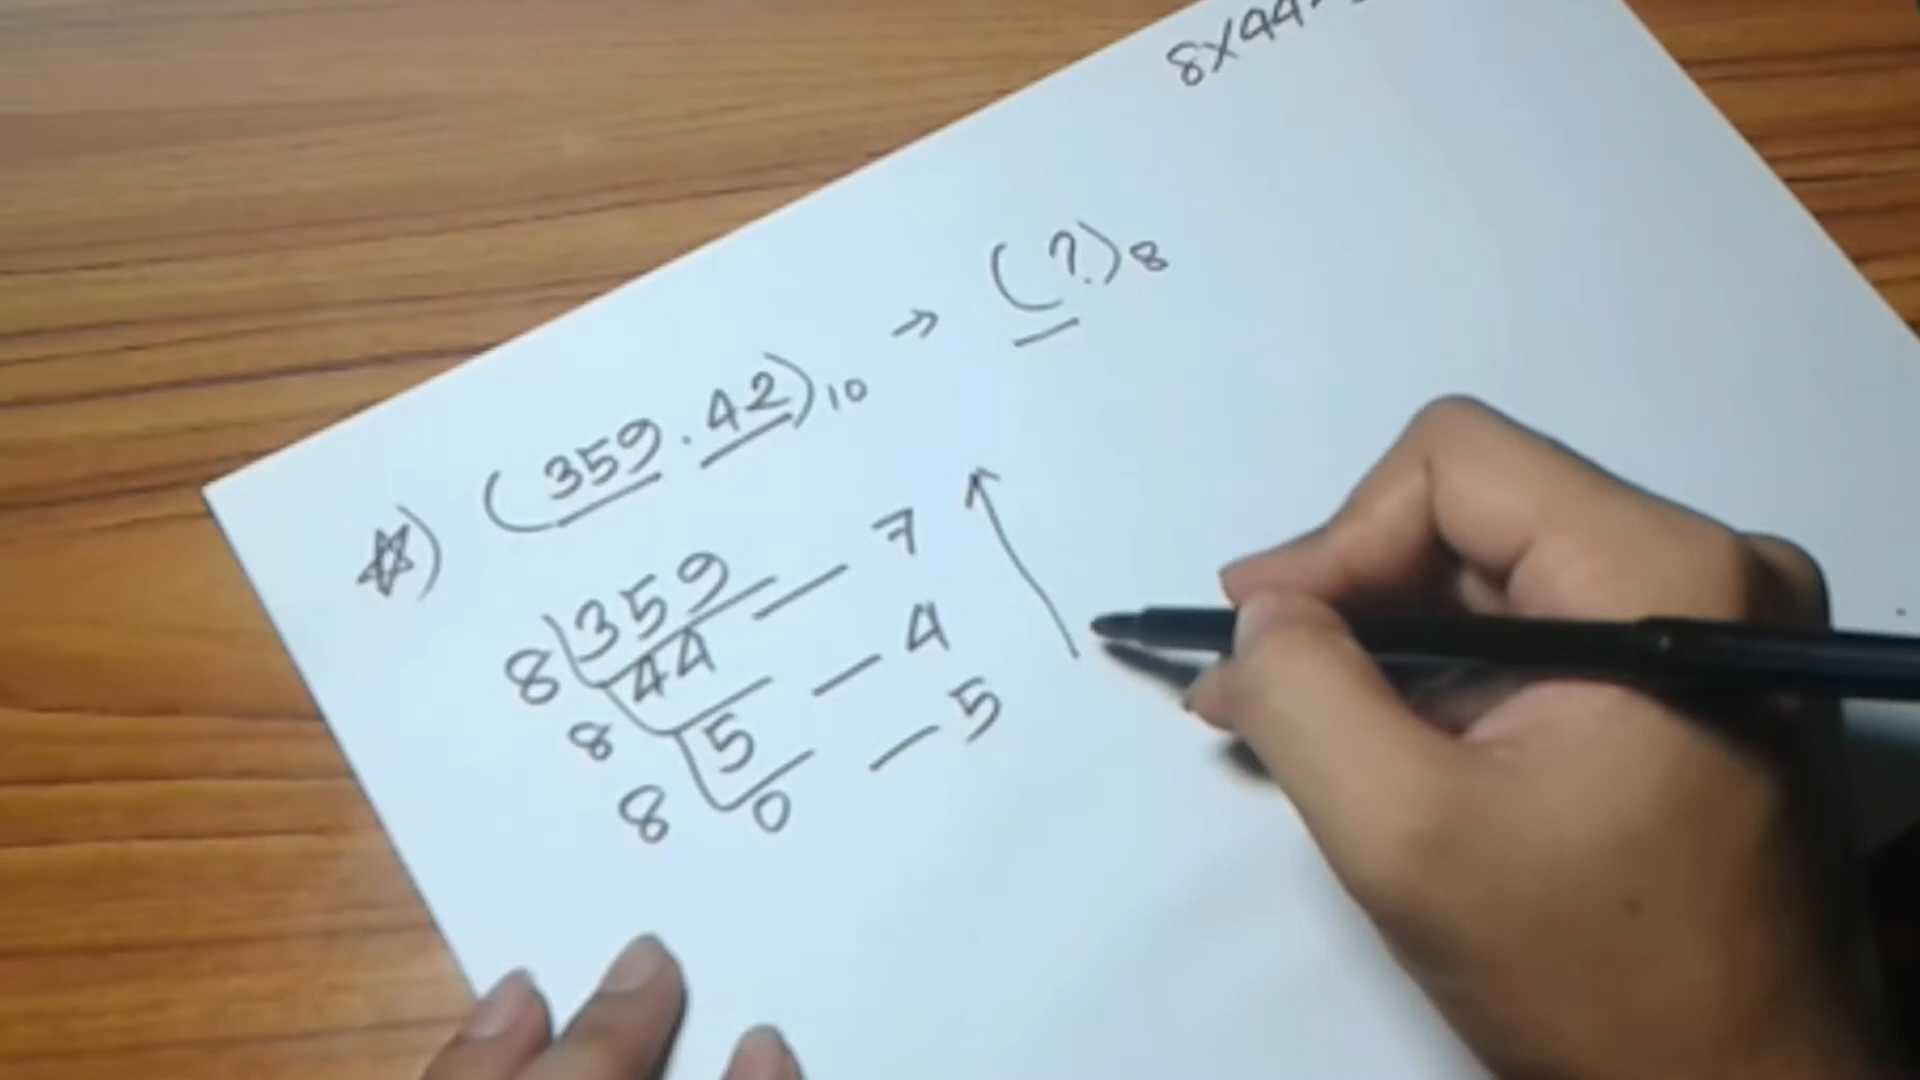 8×44
(359.42)10 → (?)8
8 359 — 7
8 44 — 4
8 5 — 5
0